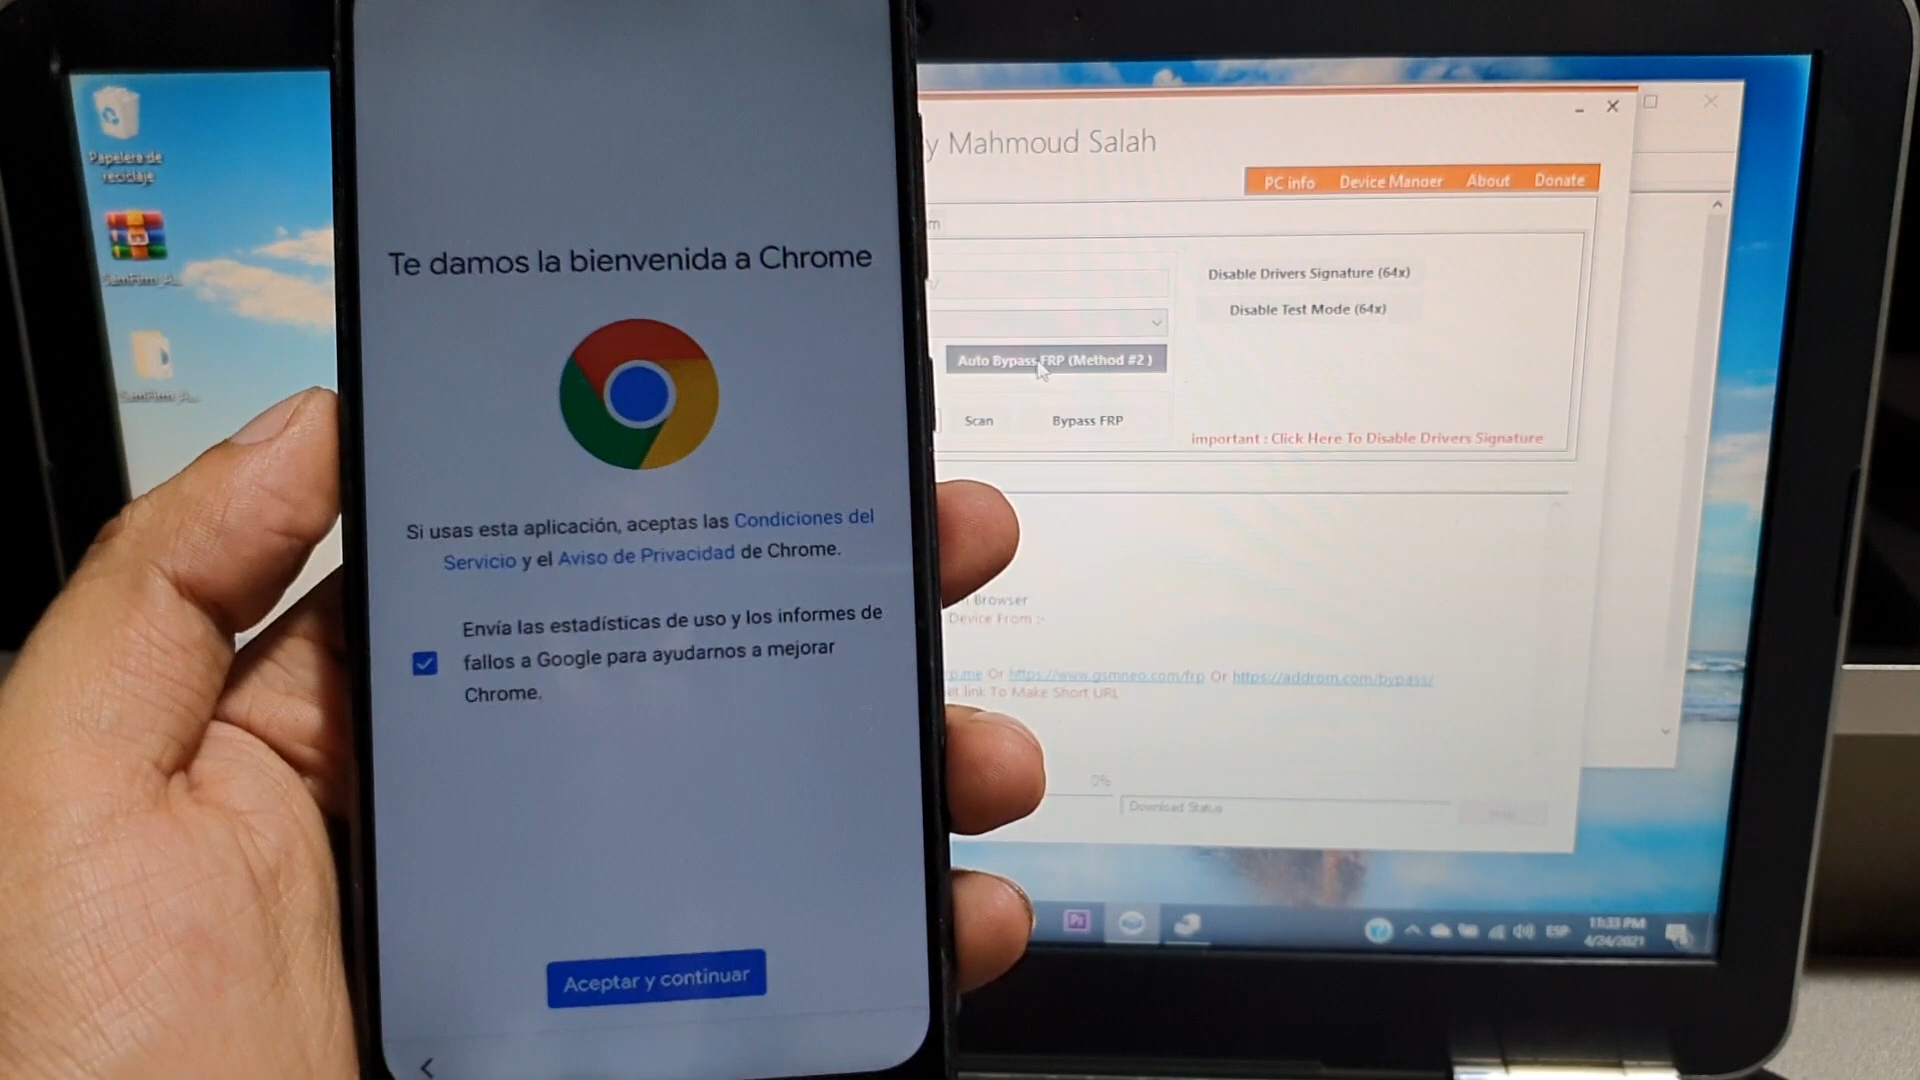 Te damos la bienvenida a Chrome
Si usas esta aplicación, aceptas las Condiciones del
Servicio y el Aviso de Privacidad de Chrome.
Envía las estadísticas de uso y los informes de
fallos a Google para ayudarnos a mejorar
Chrome.
Aceptar y continuar
Papelera de
reciclaje
y Mahmoud Salah
PC info Device Manger About Donate
Disable Drivers Signature (64x)
Disable Test Mode (64x)
Auto Bypass FRP (Method #2 )
Scan Bypass FRP
important : Click Here To Disable Drivers Signature
Browser
Device From :-
p.me Or https://www.gsmneo.com/frp Or https://addrom.com/bypass/
link To Make Short URL
0%
Download Status
ESP
11:33 PM
4/24/2021